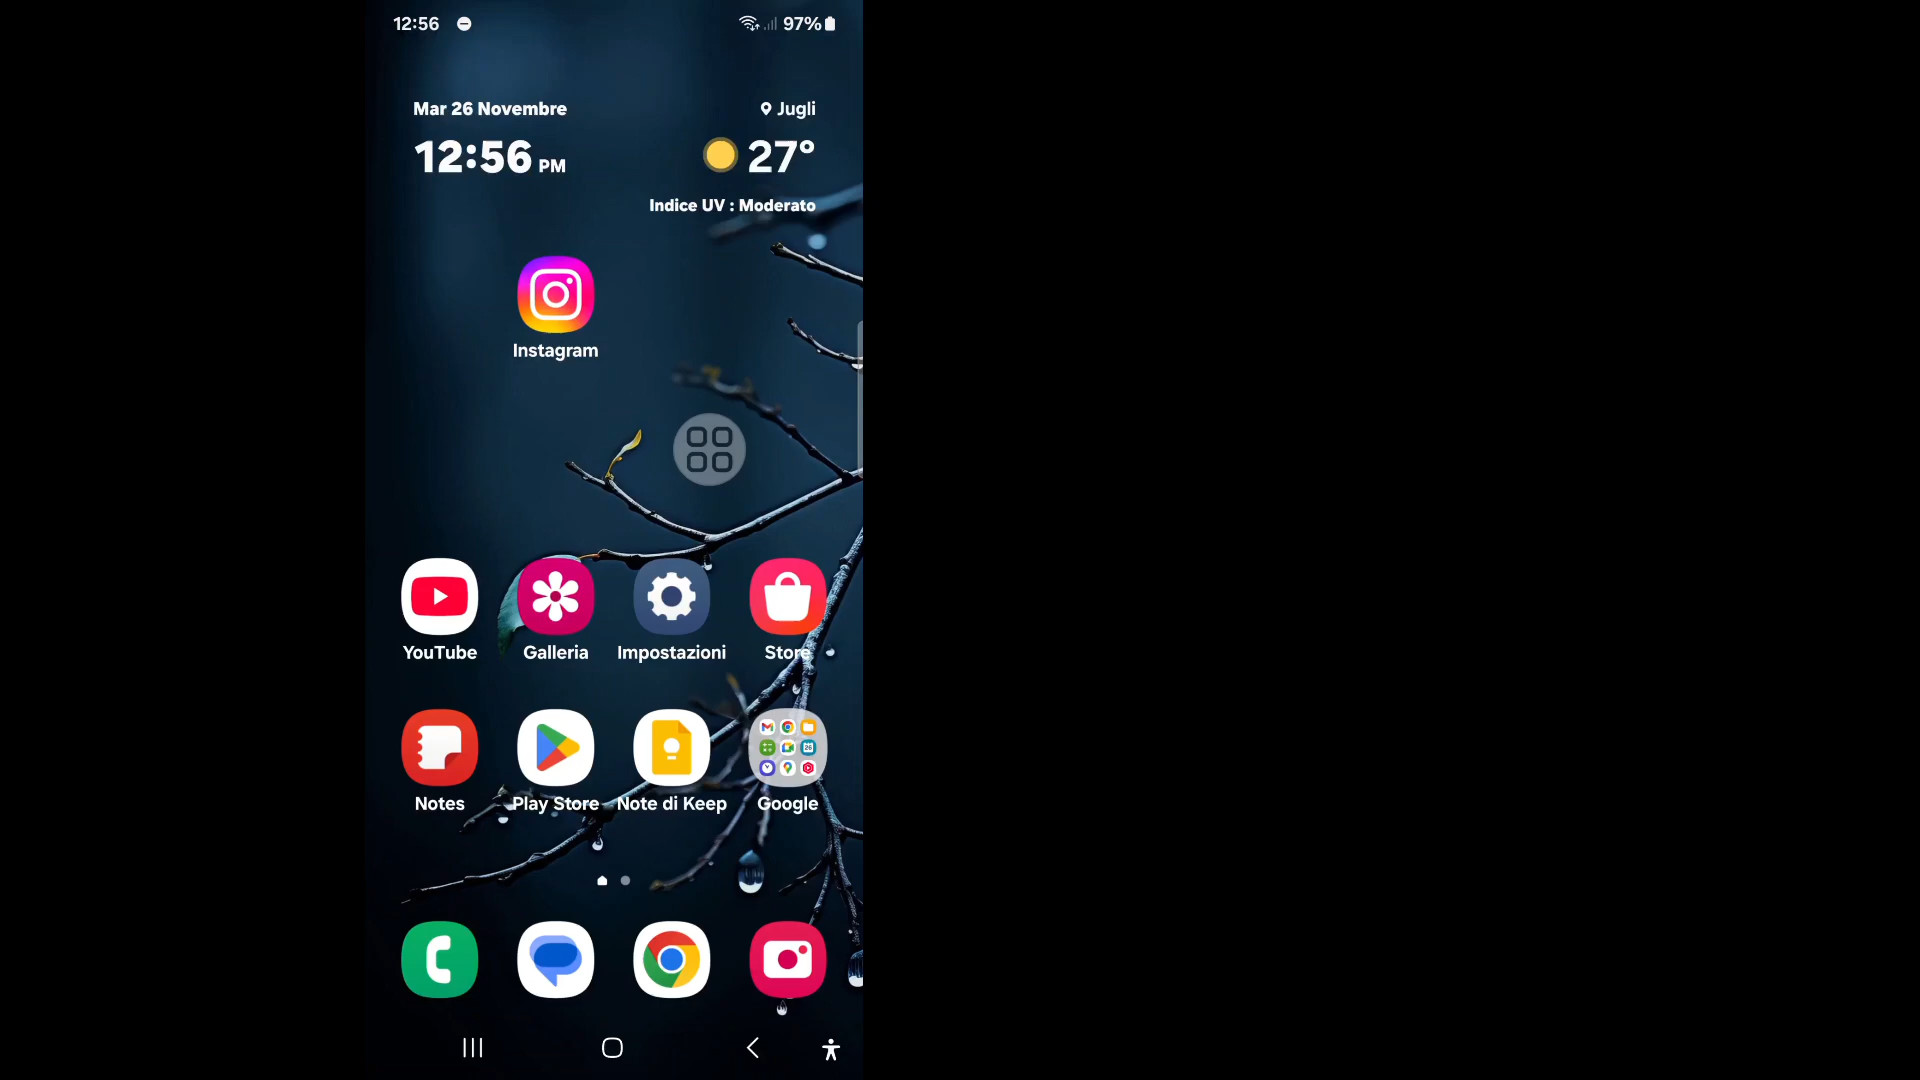 12:56
97%
Mar 26 Novembre
Jugli
12:56 PM
27°
Indice UV : Moderato
Instagram
YouTube
Galleria
Impostazioni
Store
Notes
Play Store
Note di Keep
Google